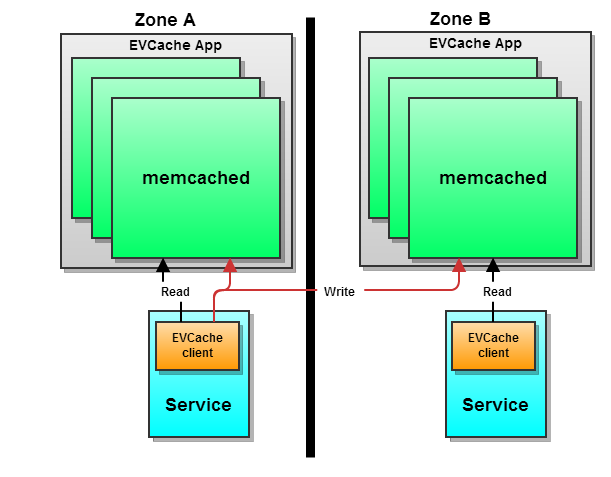 Zone A
Zone B
EVCache App
EVCache App
memcached
memcached
Read
Write
Read
EVCache
client
EVCache
client
Service
Service